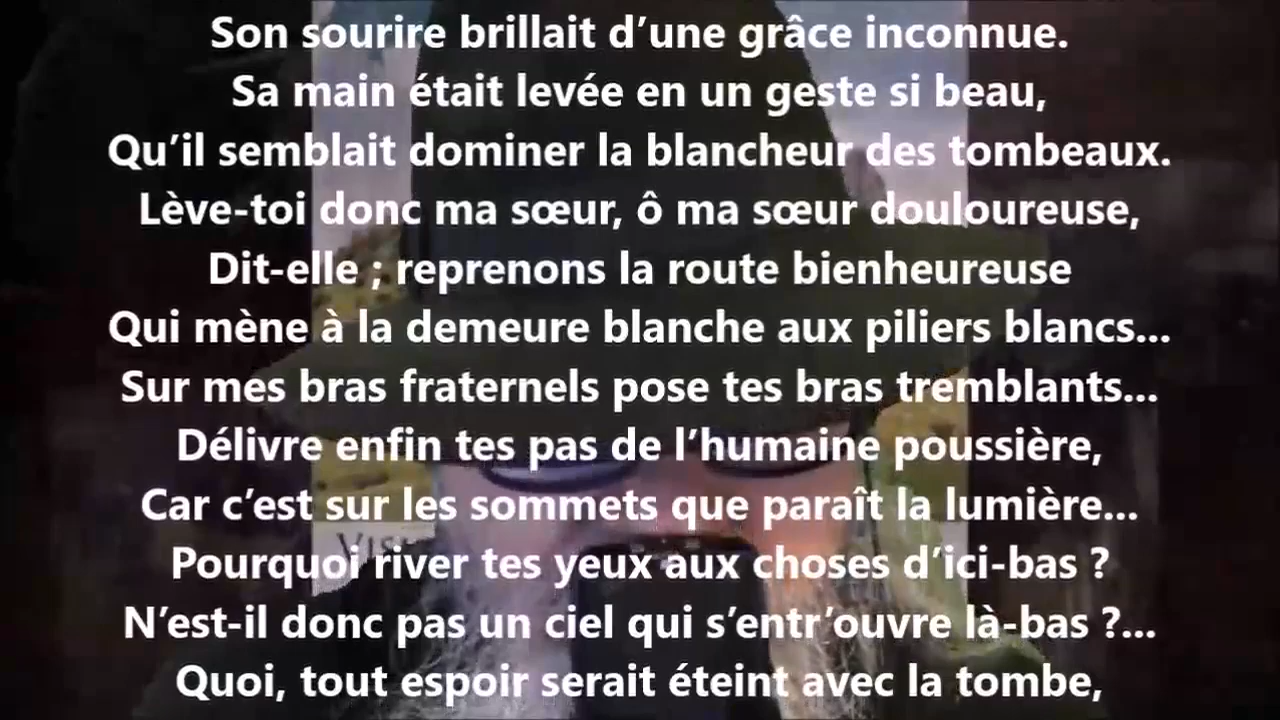 Son sourire brillait d’une grâce inconnue.
Sa main était levée en un geste si beau,
Qu’il semblait dominer la blancheur des tombeaux.
Lève-toi donc ma sœur, ô ma sœur douloureuse,
Dit-elle ; reprenons la route bienheureuse
Qui mène à la demeure blanche aux piliers blancs...
Sur mes bras fraternels pose tes bras tremblants...
Délivre enfin tes pas de l’humaine poussière,
Car c’est sur les sommets que paraît la lumière...
Pourquoi river tes yeux aux choses d’ici-bas ?
N’est-il donc pas un ciel qui s’entr’ouvre là-bas ?...
Quoi, tout espoir serait éteint avec la tombe,